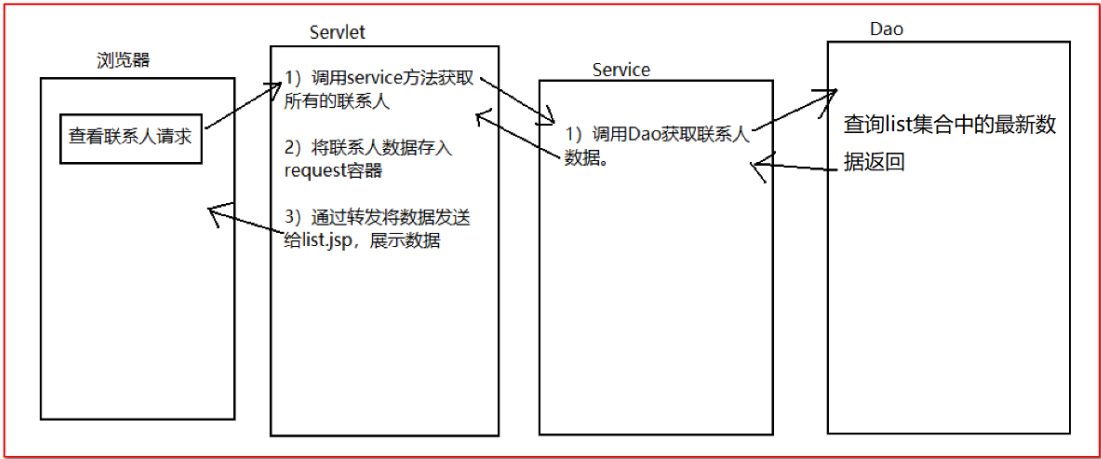 浏览器
查看联系人请求
Servlet
1）调用service方法获取
所有的联系人
2）将联系人数据存入
request容器
3）通过转发将数据发送
给list.jsp，展示数据
Service
1）调用Dao获取联系人
数据。
Dao
查询list集合中的最新数
据返回